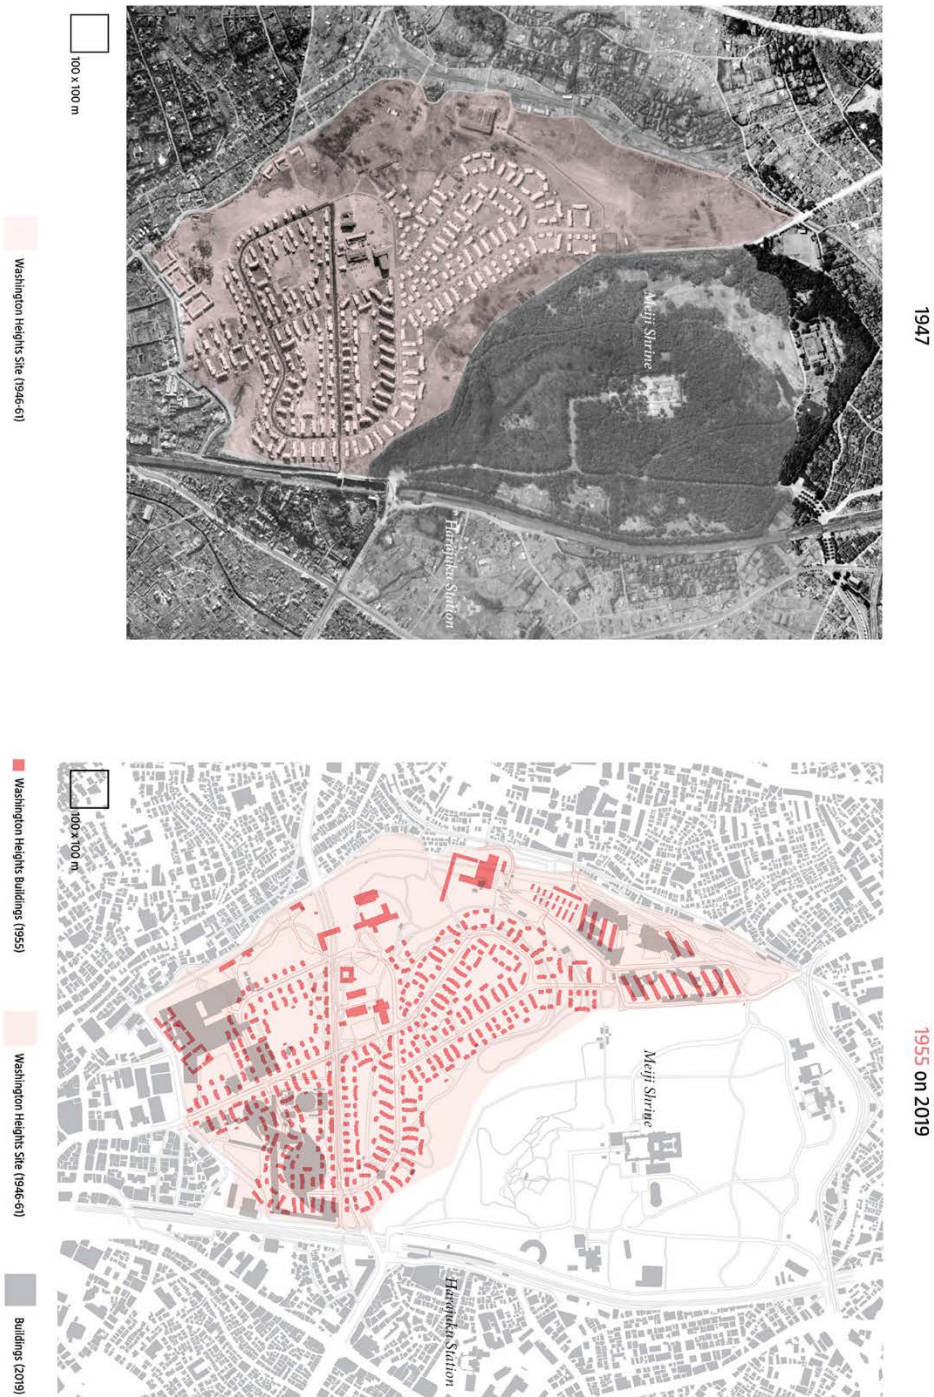 1947
Meiji Shrine
Harajuku Station
100 x 100 m
Washington Heights Site (1946-61)
1955 on 2019
Meiji Shrine
Harajuku Station
100 x 100 m
Washington Heights Buildings (1955)
Washington Heights Site (1946-61)
Buildings (2019)